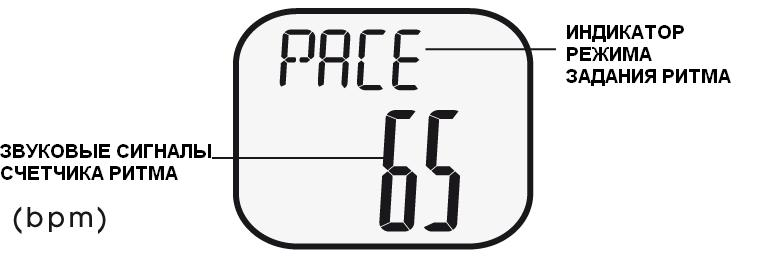 PACE
ИНДИКАТОР
РЕЖИМА
ЗАДАНИЯ РИТМА
65
ЗВУКОВЫЕ СИГНАЛЫ
СЧЕТЧИКА РИТМА
(bpm)